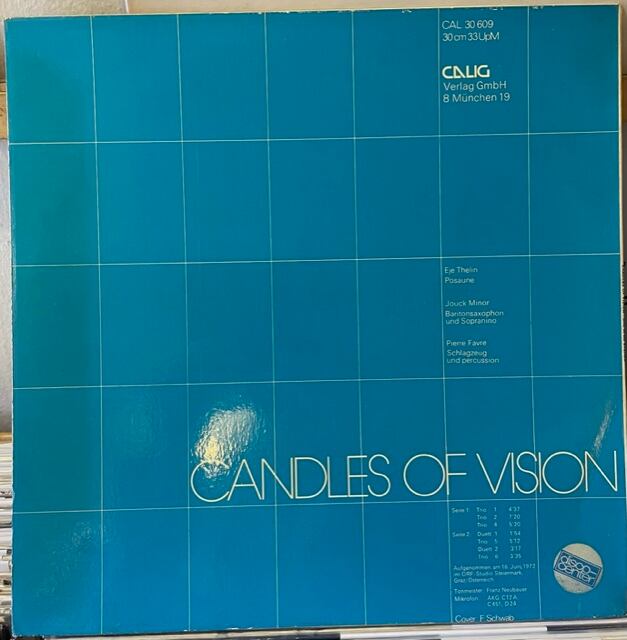 CAL 30 609
30 cm 33 UpM
CALIG
Verlag GmbH
8 München 19
Eje Thelin
Posaune
Jouck Minor
Baritonsaxophon
und Sopranino
Pierre Favre
Schlagzeug
und percussion
CANDLES OF VISION
Seite 1: Trio 1 4'37
Trio 2 7'20
Trio 4 5'20
Seite 2: Duett 1 1'54
Trio 5 5'12
Duett 2 3'17
Trio 6 3'35
Aufgenommen am 16. Juni, 1972
im ORF-Studio Steiermark,
Graz/Österreich
Tonmeister: Franz Neubauer
Mikrofon: AKG C12A
C 451, D 24
Cover F. Schwab
disco-
center